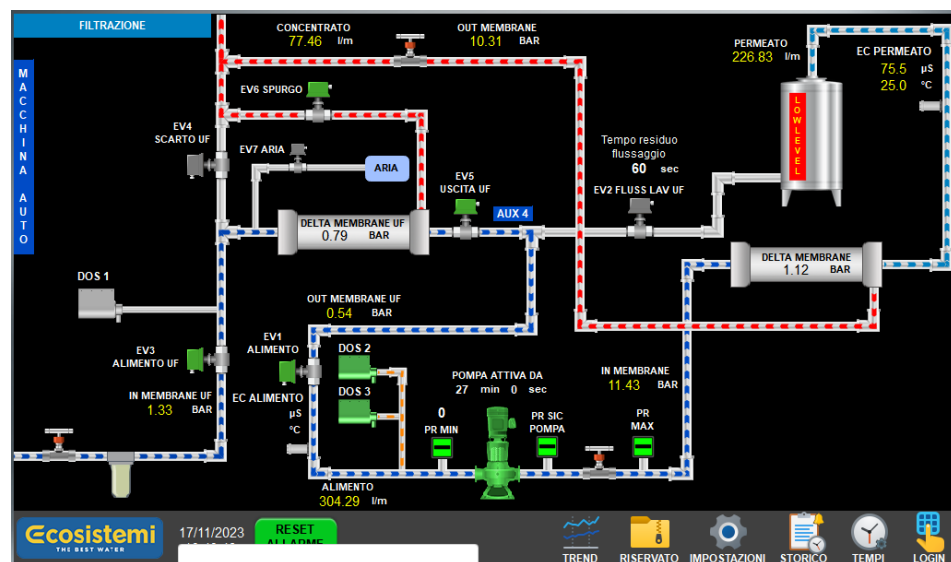 FILTRAZIONE
CONCENTRATO
77.46 l/m
OUT MEMBRANE
10.31 BAR
PERMEATO
226.83 l/m
EC PERMEATO
75.5 µS
25.0 °C
MACCHINA AUTO
EV6 SPURGO
EV4
SCARTO UF
EV7 ARIA
ARIA
LOW LEVEL
Tempo residuo
flussaggio
60 sec
EV5
USCITA UF
EV2 FLUSS LAV UF
AUX 4
DELTA MEMBRANE UF
0.79 BAR
DELTA MEMBRANE
1.12 BAR
DOS 1
OUT MEMBRANE UF
0.54 BAR
EV3
ALIMENTO UF
EV1
ALIMENTO
DOS 2
DOS 3
POMPA ATTIVA DA
27 min 0 sec
IN MEMBRANE
11.43 BAR
IN MEMBRANE UF
1.33 BAR
EC ALIMENTO
µS
°C
0
PR MIN
PR SIC
POMPA
PR
MAX
ALIMENTO
304.29 l/m
Ecosistemi
THE BEST WATER
17/11/2023
RESET
ALLARME
TREND
RISERVATO
IMPOSTAZIONI
STORICO
TEMPI
LOGIN